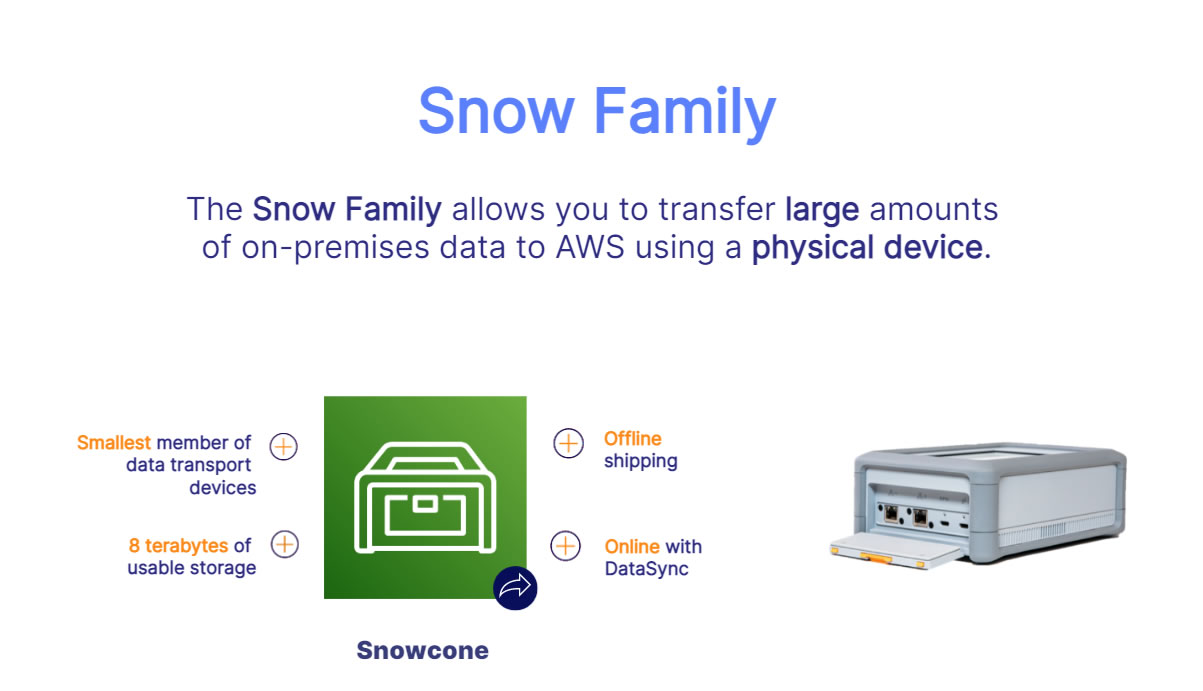 Snow Family
The Snow Family allows you to transfer large amounts
of on-premises data to AWS using a physical device.
Smallest member of
data transport
devices
8 terabytes of
usable storage
Offline
shipping
Online with
DataSync
Snowcone